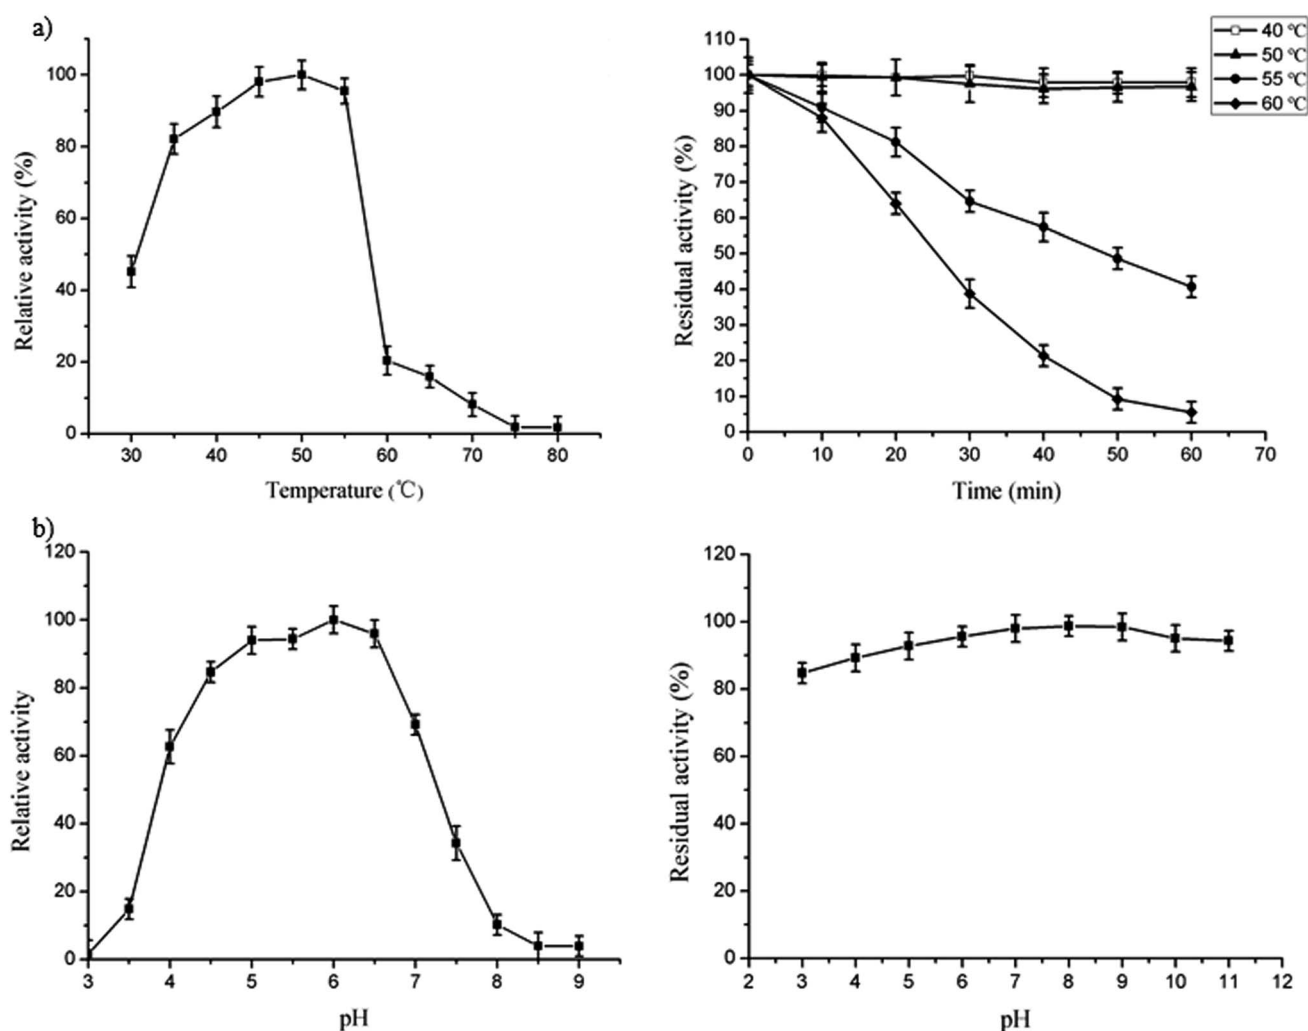 a)
100
80
60
40
20
0
30 40 50 60 70 80
Relative activity (%)
Temperature (℃)
40 ℃
50 ℃
55 ℃
60 ℃
110
100
90
80
70
60
50
40
30
20
10
0
0 10 20 30 40 50 60 70
Residual activity (%)
Time (min)
b)
120
100
80
60
40
20
0
3 4 5 6 7 8 9
Relative activity
pH
120
100
80
60
40
20
0
2 3 4 5 6 7 8 9 10 11 12
Residual activity (%)
pH